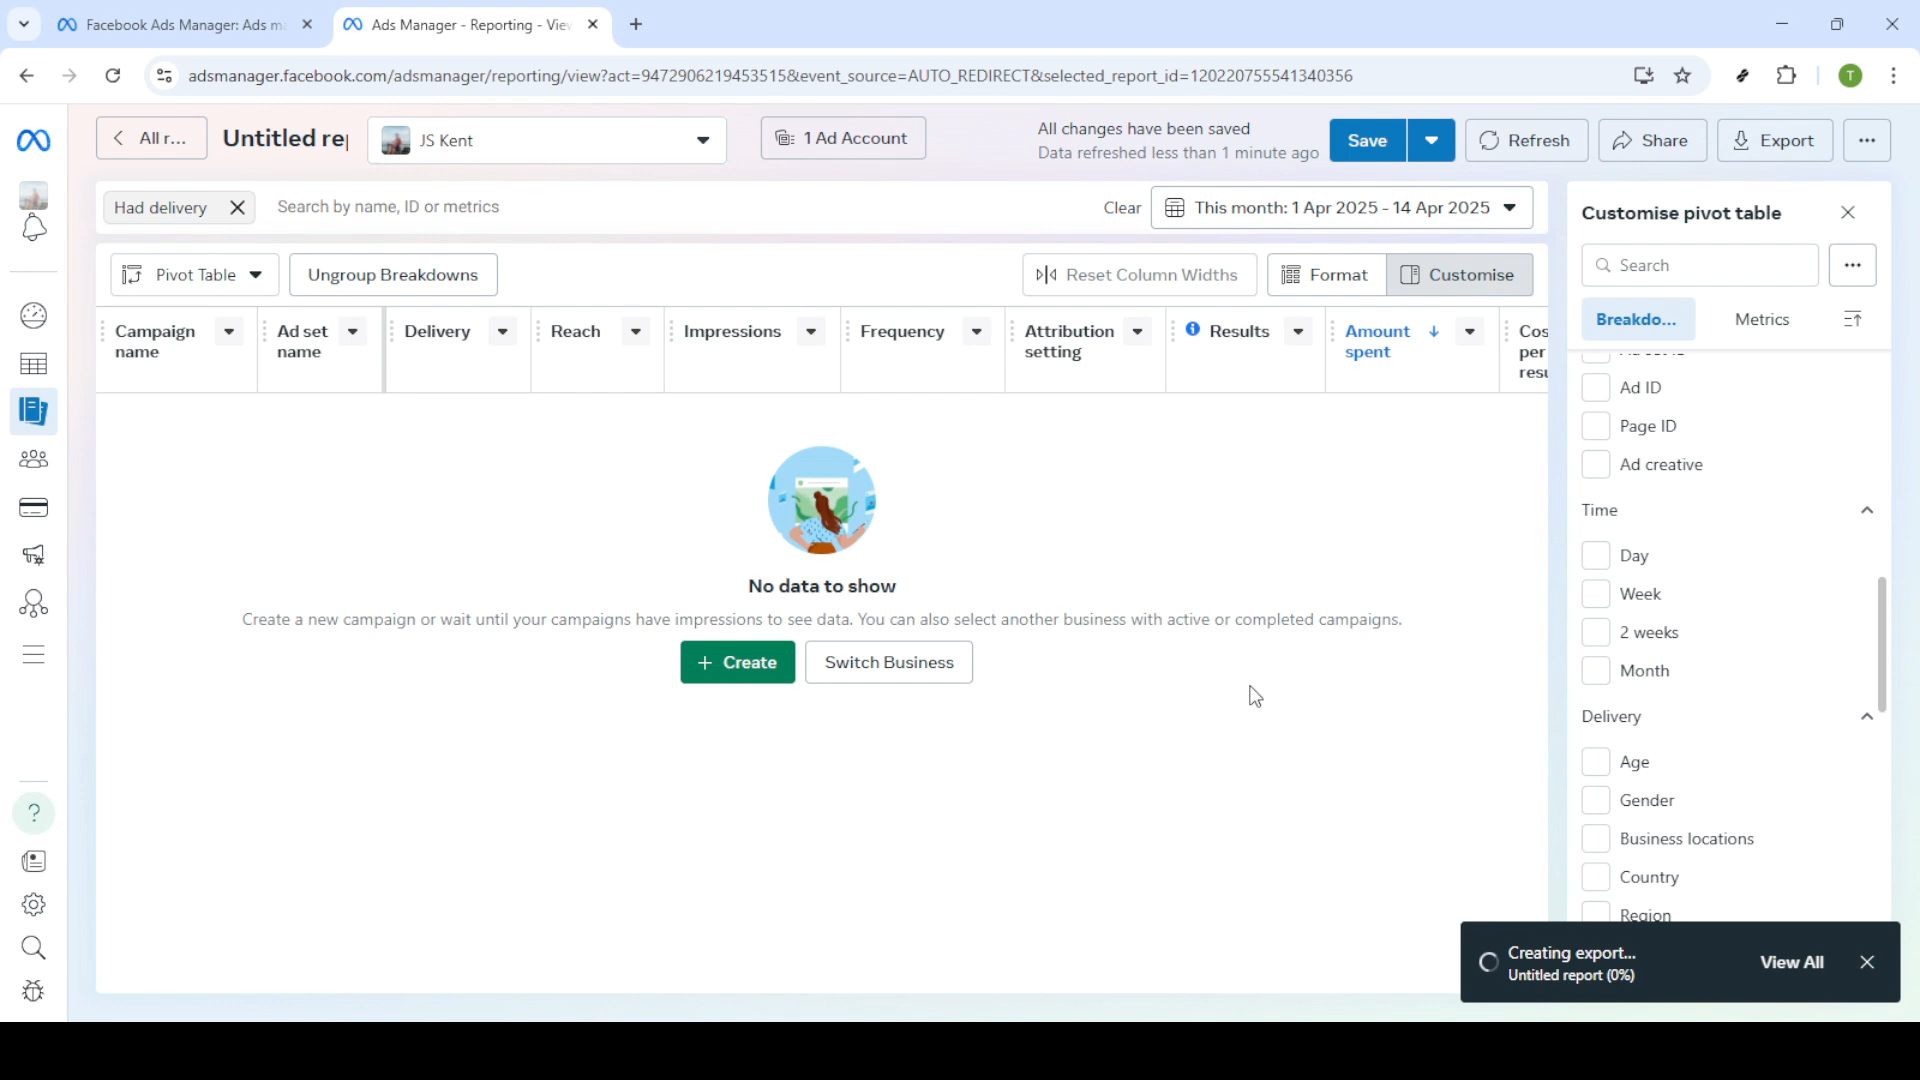 Facebook Ads Manager: Ads ma
Ads Manager - Reporting - View
adsmanager.facebook.com/adsmanager/reporting/view?act=9472906219453515&event_source=AUTO_REDIRECT&selected_report_id=120220755541340356
T
All r...
Untitled rep
JS Kent
1 Ad Account
All changes have been saved
Data refreshed less than 1 minute ago
Save
Refresh
Share
Export
Had delivery
Search by name, ID or metrics
Clear
This month: 1 Apr 2025 - 14 Apr 2025
Pivot Table
Ungroup Breakdowns
Reset Column Widths
Format
Customise
Campaign name
Ad set name
Delivery
Reach
Impressions
Frequency
Attribution setting
Results
Amount spent
Cos
per
resu
No data to show
Create a new campaign or wait until your campaigns have impressions to see data. You can also select another business with active or completed campaigns.
+ Create
Switch Business
Customise pivot table
Search
Breakdo...
Metrics
Ad ID
Page ID
Ad creative
Time
Day
Week
2 weeks
Month
Delivery
Age
Gender
Business locations
Country
Region
Creating export...
Untitled report (0%)
View All